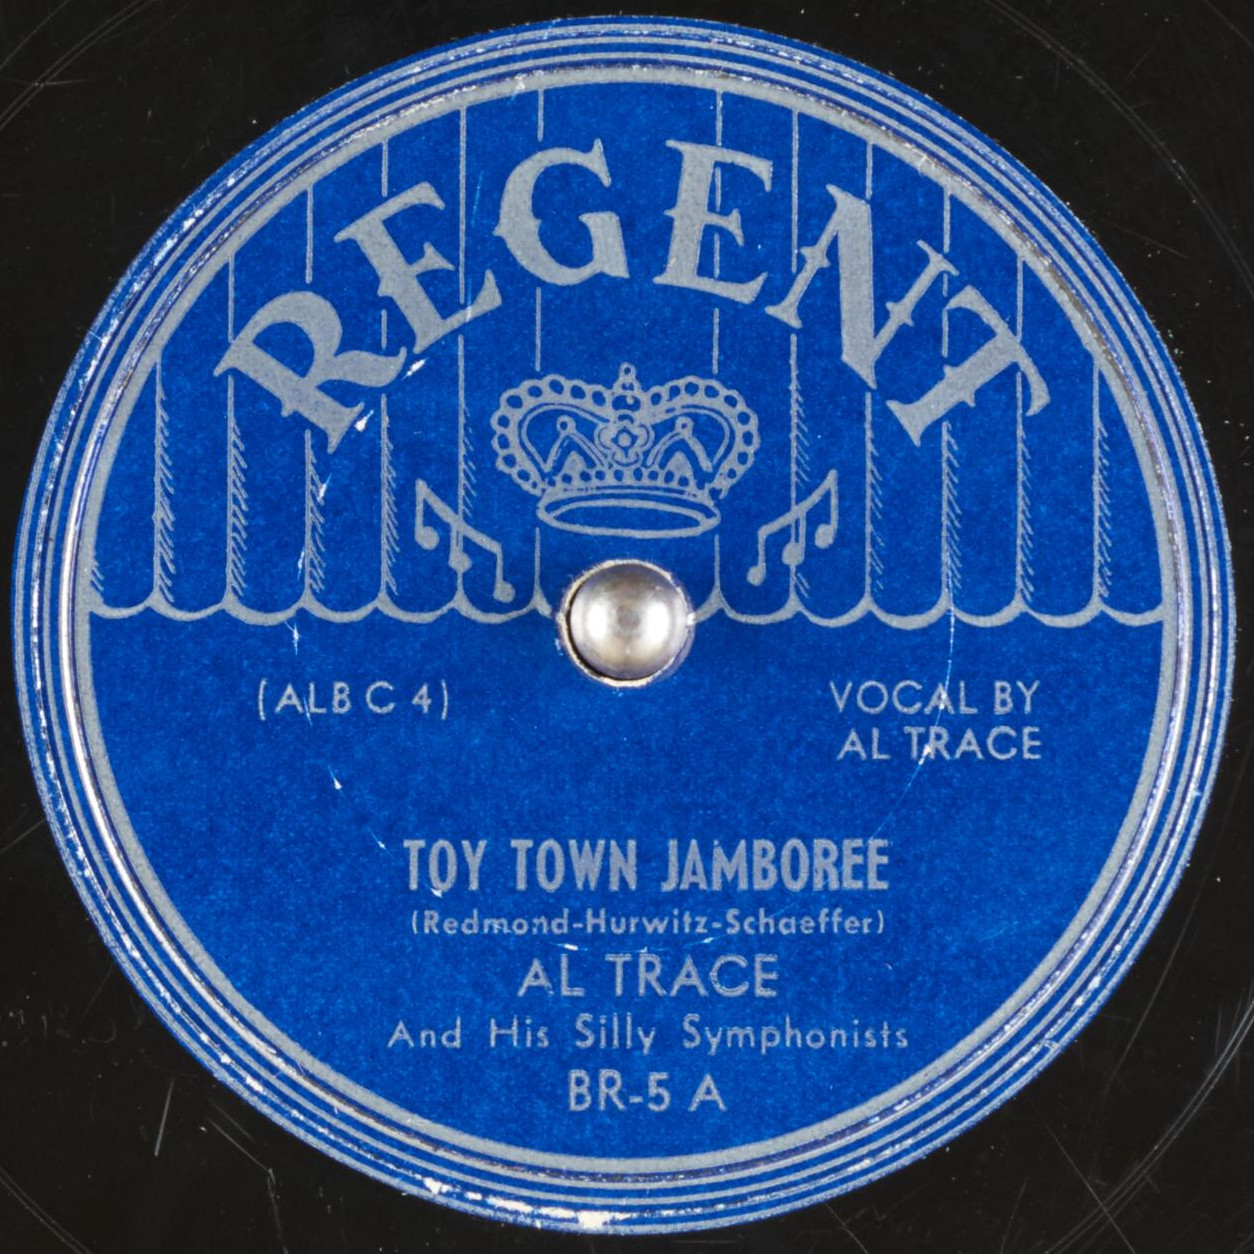 REGENT
(ALB C 4)
VOCAL BY
AL TRACE
TOY TOWN JAMBOREE
(Redmond-Hurwitz-Schaeffer)
AL TRACE
And His Silly Symphonists
BR-5 A